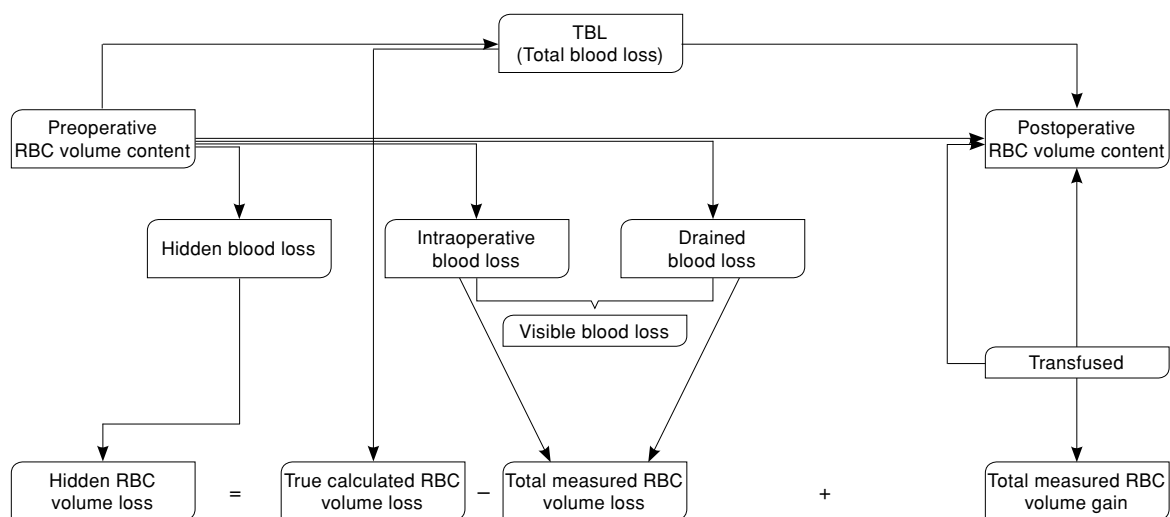 TBL
(Total blood loss)
Preoperative
RBC volume content
Postoperative
RBC volume content
Hidden blood loss
Intraoperative
blood loss
Drained
blood loss
Visible blood loss
Transfused
Hidden RBC
volume loss
=
True calculated RBC
volume loss
–
Total measured RBC
volume loss
+
Total measured RBC
volume gain